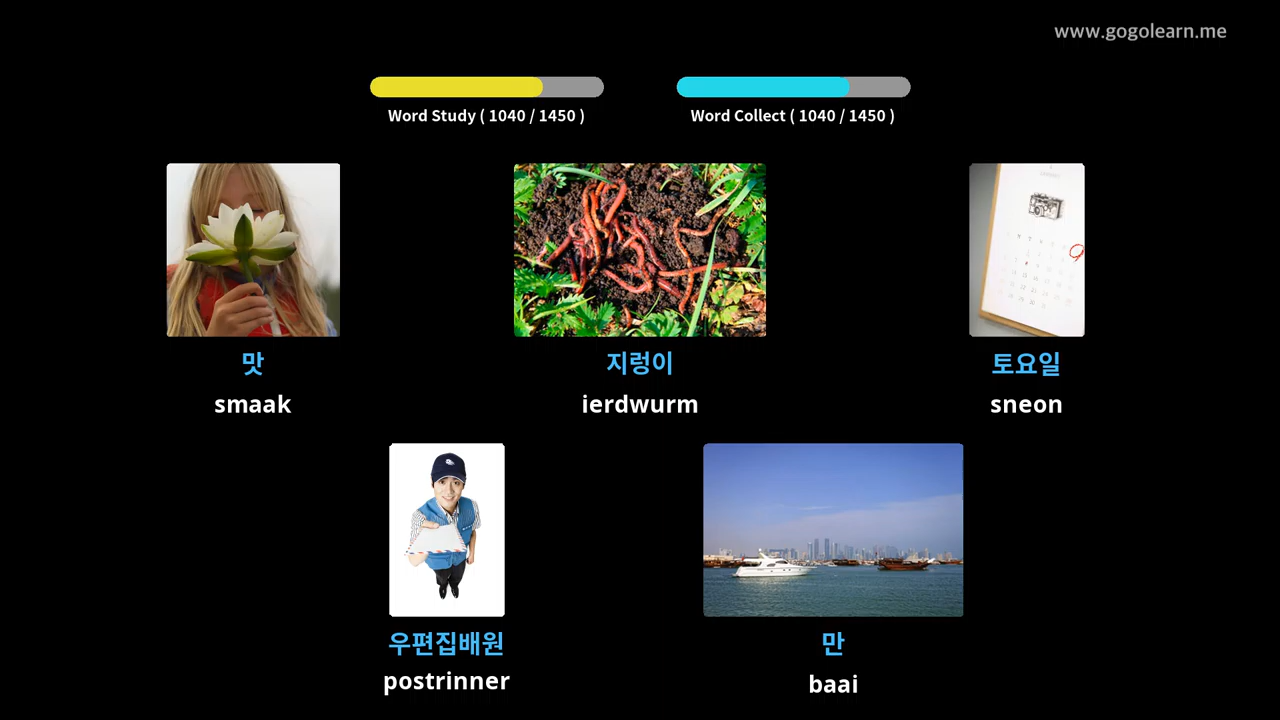 www.gogolearn.me
Word Study ( 1040 / 1450 )
Word Collect ( 1040 / 1450 )
맛
smaak
지렁이
ierdwurm
토요일
sneon
우편집배원
postrinner
만
baai